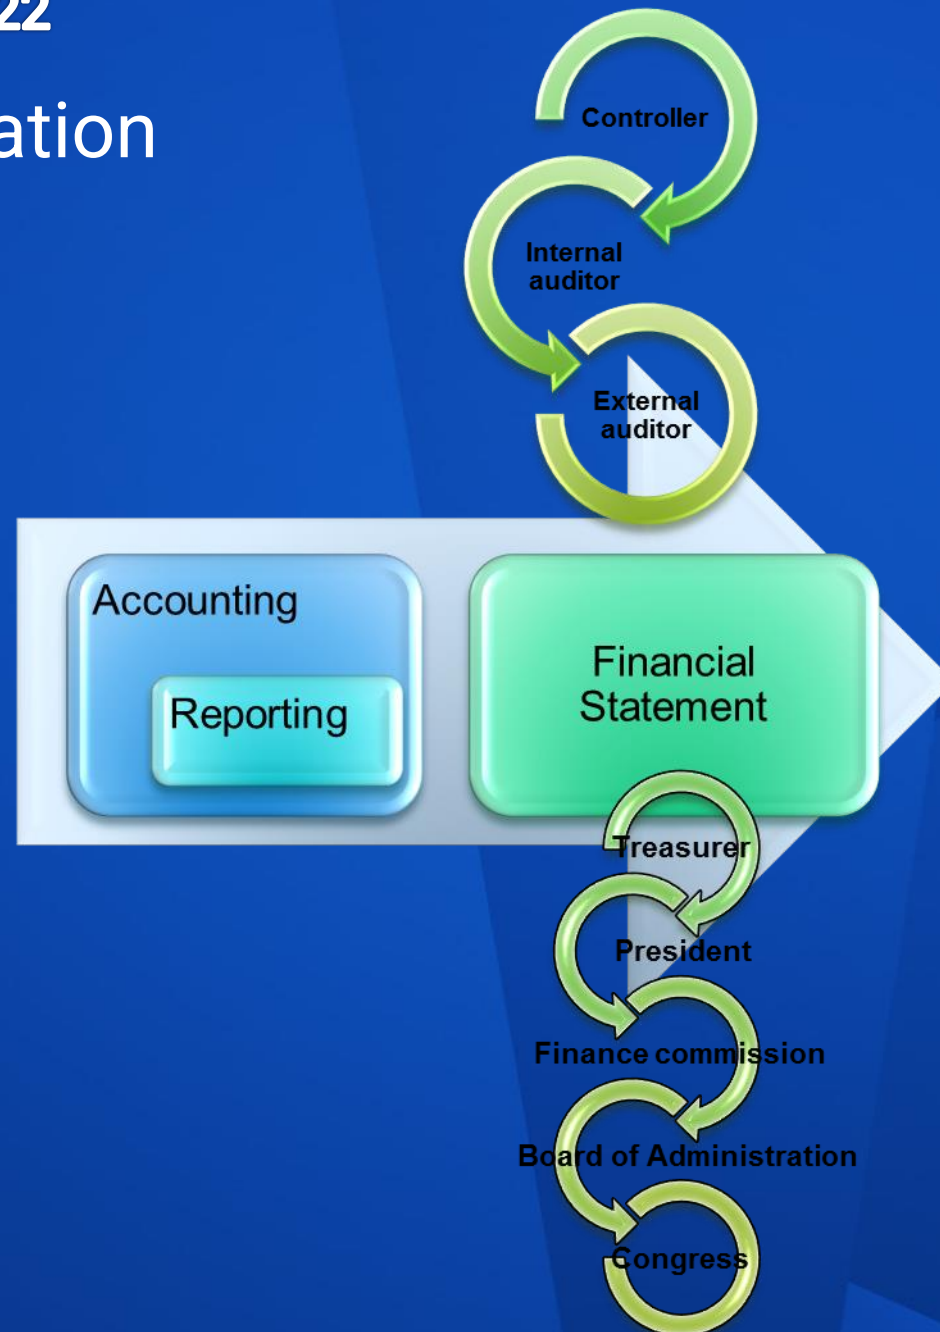 22
ation
Controller
Internal
auditor
External
auditor
Accounting
Reporting
Financial
Statement
Treasurer
President
Finance commission
Board of Administration
Congress